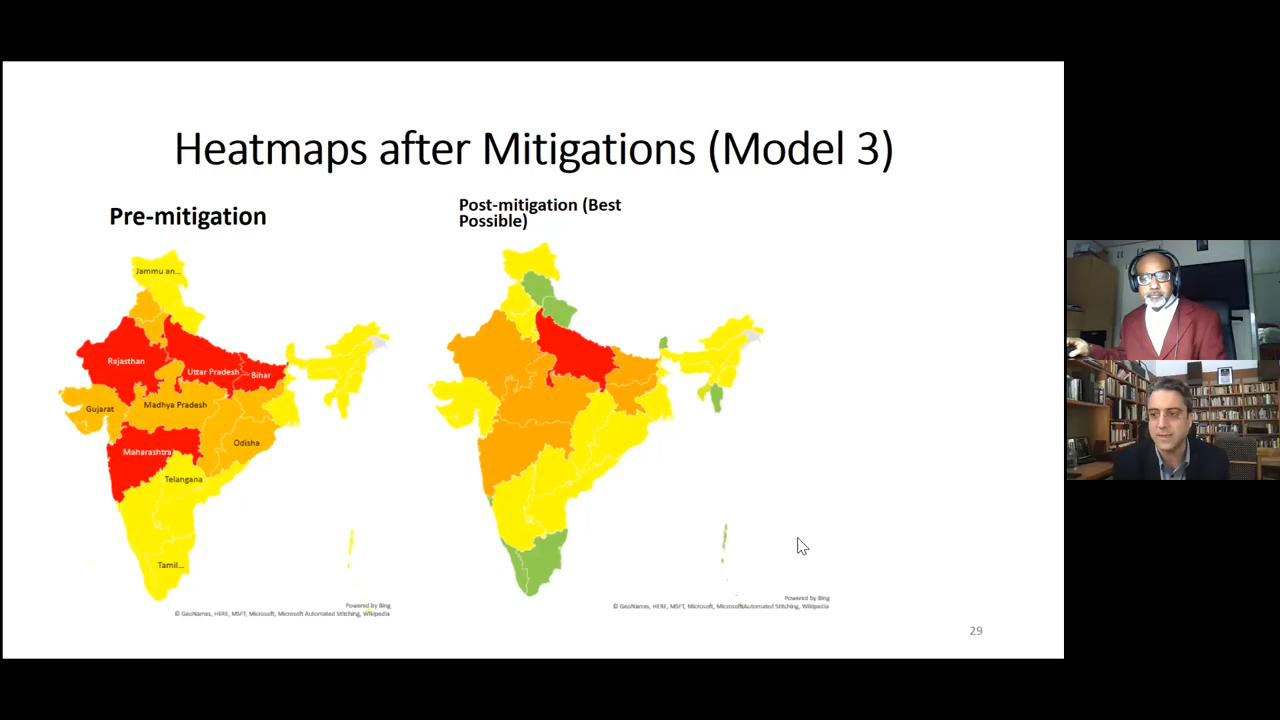 Heatmaps after Mitigations (Model 3)
Pre-mitigation
Post-mitigation (Best
Possible)
Jammu an...
Rajasthan
Uttar Pradesh
Bihar
Gujarat
Madhya Pradesh
Odisha
Maharashtra
Telangana
Tamil...
Powered by Bing
© GeoNames, HERE, MSFT, Microsoft, Microsoft Automated Stitching, Wikipedia
Powered by Bing
© GeoNames, HERE, MSFT, Microsoft, Microsoft Automated Stitching, Wikipedia
29